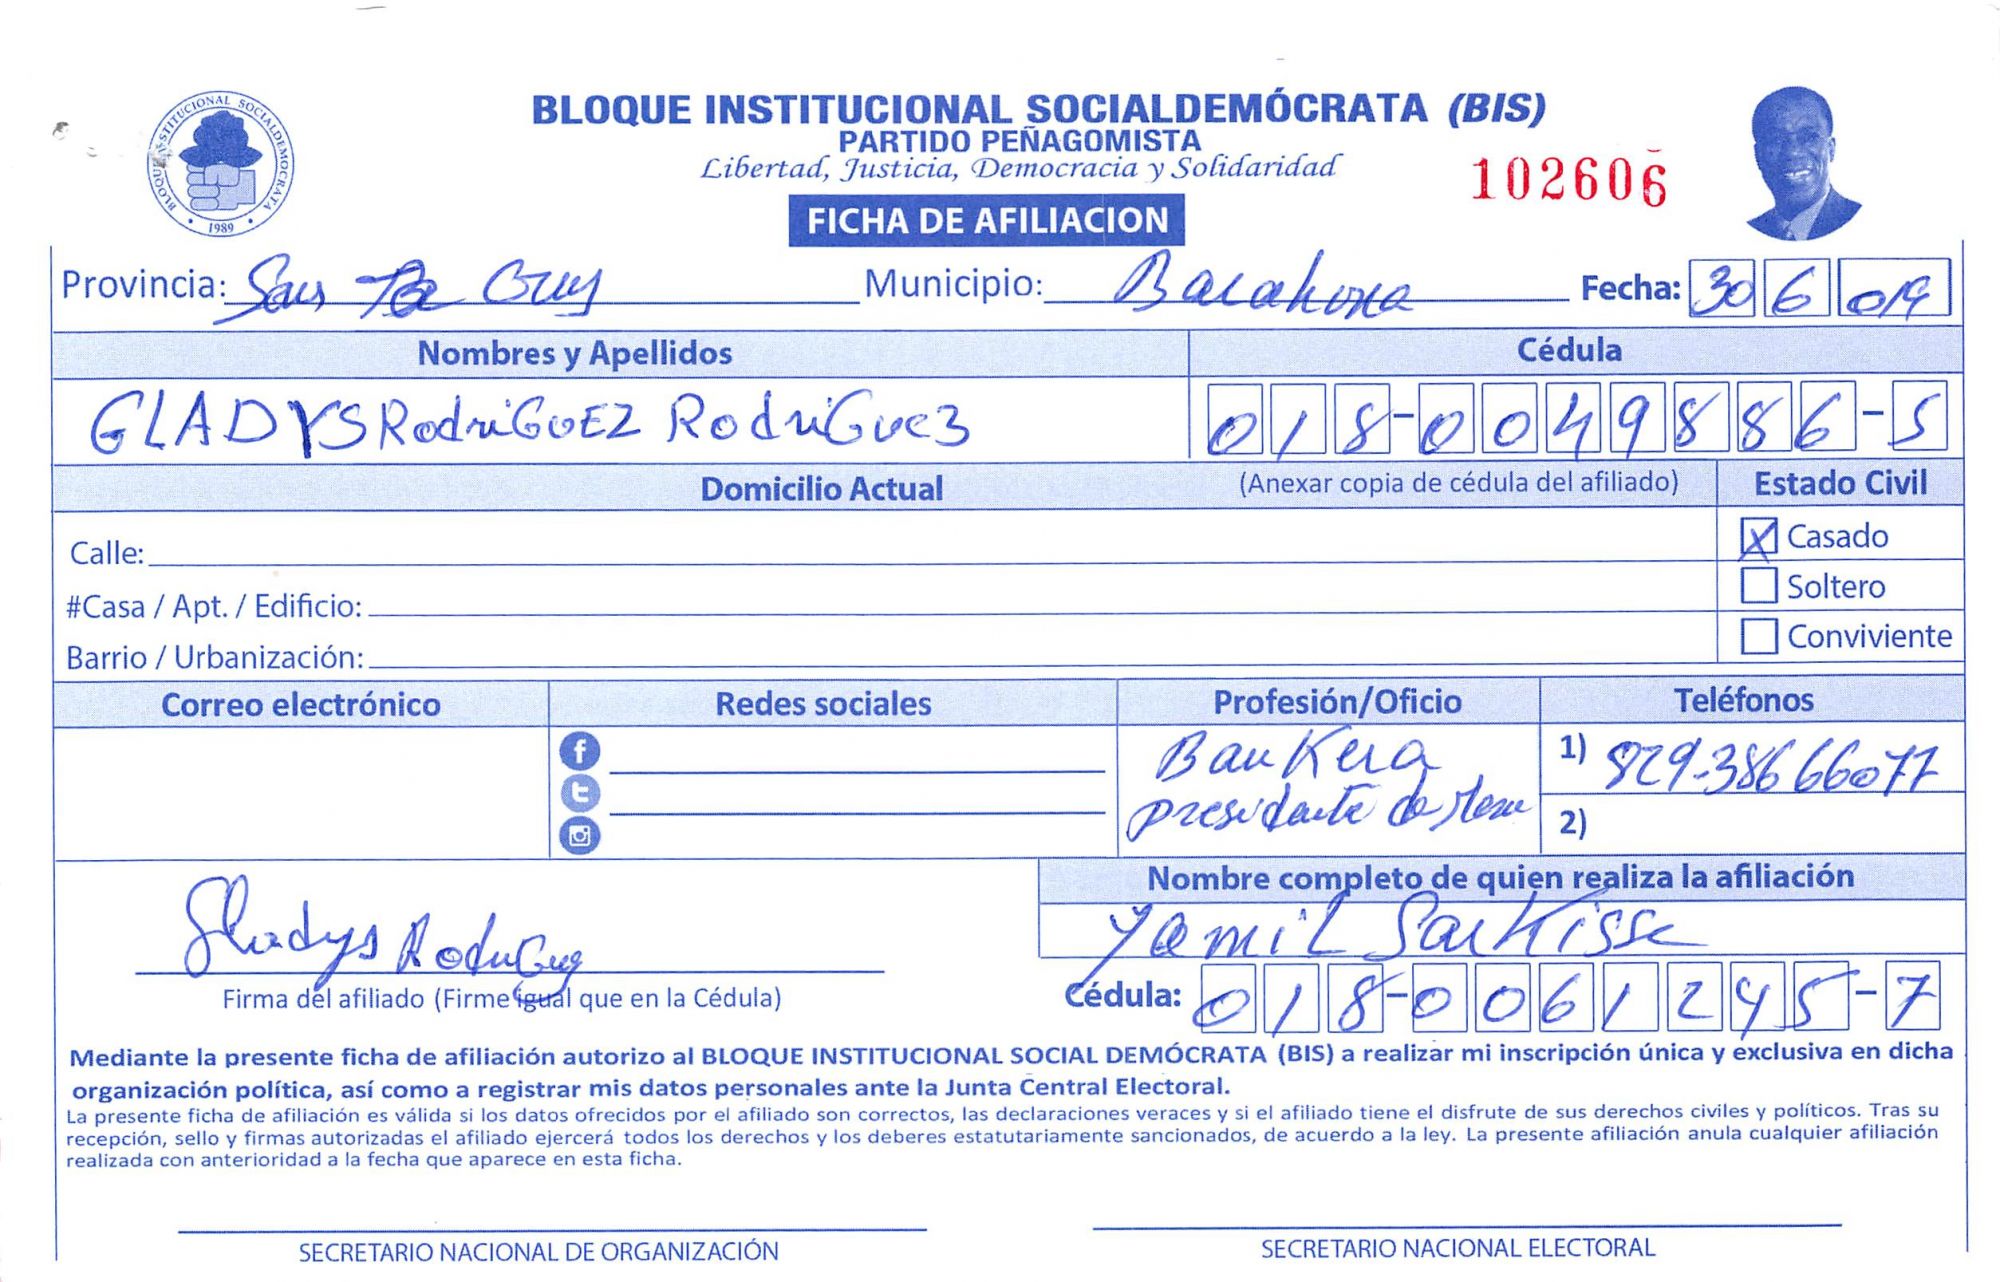 BLOQUE INSTITUCIONAL SOCIALDEMÓCRATA 1989
BLOQUE INSTITUCIONAL SOCIALDEMÓCRATA (BIS)
PARTIDO PEÑAGOMISTA
Libertad, Justicia, Democracia y Solidaridad
102606
FICHA DE AFILIACION
Provincia: San Cruz Municipio: Barahona Fecha: 30 6 019
Nombres y Apellidos Cédula
GLADYS RodriGuEZ RodriGuez 018-0049886-5
Domicilio Actual (Anexar copia de cédula del afiliado) Estado Civil
Calle: X Casado
#Casa / Apt. / Edificio: Soltero
Barrio / Urbanización: Conviviente
Correo electrónico Redes sociales Profesión/Oficio Teléfonos
BanKera 1) 829-386 66077
presidante de Mesa 2)
Nombre completo de quien realiza la afiliación
Gladys Rodriguez YamiL SarKisse
Firma del afiliado (Firme igual que en la Cédula) Cédula: 018-0061245-7
Mediante la presente ficha de afiliación autorizo al BLOQUE INSTITUCIONAL SOCIAL DEMÓCRATA (BIS) a realizar mi inscripción única y exclusiva en dicha
organización política, así como a registrar mis datos personales ante la Junta Central Electoral.
La presente ficha de afiliación es válida si los datos ofrecidos por el afiliado son correctos, las declaraciones veraces y si el afiliado tiene el disfrute de sus derechos civiles y políticos. Tras su
recepción, sello y firmas autorizadas el afiliado ejercerá todos los derechos y los deberes estatutariamente sancionados, de acuerdo a la ley. La presente afiliación anula cualquier afiliación
realizada con anterioridad a la fecha que aparece en esta ficha.
SECRETARIO NACIONAL DE ORGANIZACIÓN SECRETARIO NACIONAL ELECTORAL